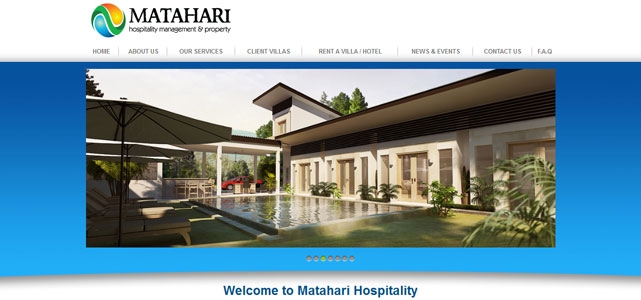 MATAHARI
hospitality management & property
HOME
ABOUT US
OUR SERVICES
CLIENT VILLAS
RENT A VILLA / HOTEL
NEWS & EVENTS
CONTACT US
F.A.Q
Welcome to Matahari Hospitality